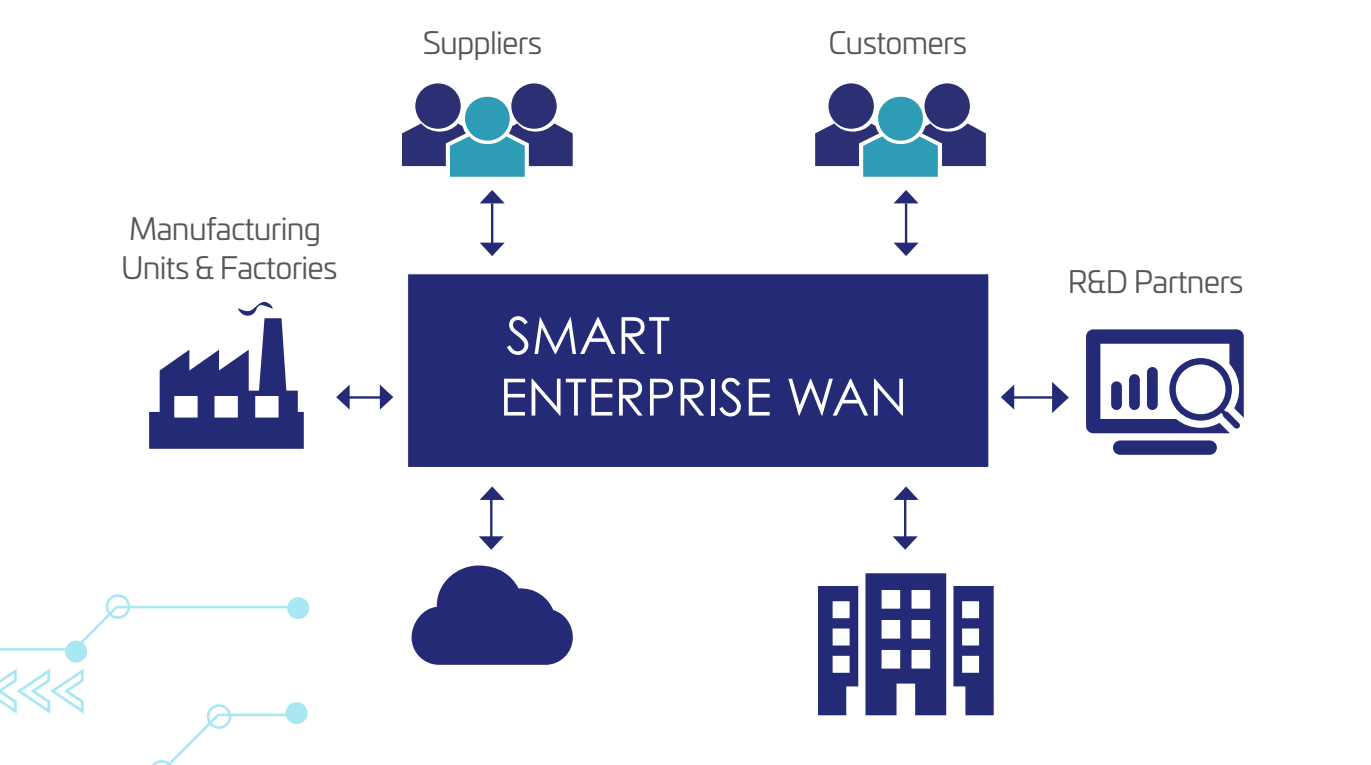 Suppliers
Customers
Manufacturing
Units & Factories
R&D Partners
SMART
ENTERPRISE WAN